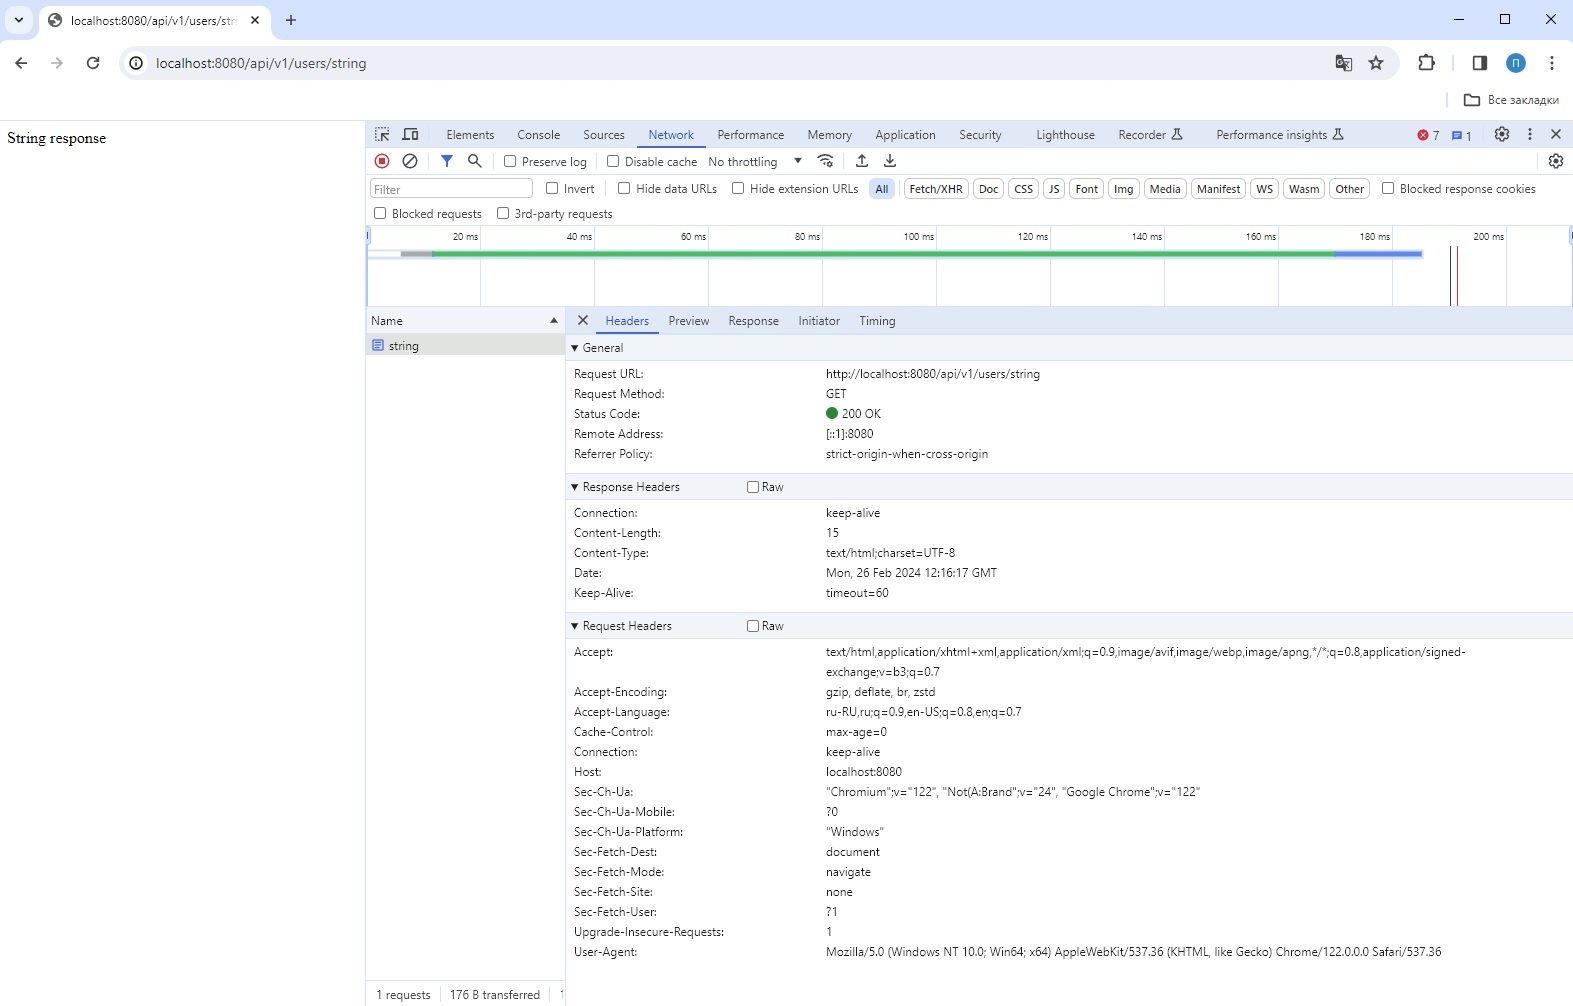 localhost:8080/api/v1/users/stri
localhost:8080/api/v1/users/string
П
Все закладки
String response
Elements Console Sources Network Performance Memory Application Security Lighthouse Recorder Performance insights 7 1
Preserve log Disable cache No throttling
Filter Invert Hide data URLs Hide extension URLs All Fetch/XHR Doc CSS JS Font Img Media Manifest WS Wasm Other Blocked response cookies
Blocked requests 3rd-party requests
20 ms 40 ms 60 ms 80 ms 100 ms 120 ms 140 ms 160 ms 180 ms 200 ms
Name
string
Headers Preview Response Initiator Timing
General
Request URL: http://localhost:8080/api/v1/users/string
Request Method: GET
Status Code: 200 OK
Remote Address: [::1]:8080
Referrer Policy: strict-origin-when-cross-origin
Response Headers Raw
Connection: keep-alive
Content-Length: 15
Content-Type: text/html;charset=UTF-8
Date: Mon, 26 Feb 2024 12:16:17 GMT
Keep-Alive: timeout=60
Request Headers Raw
Accept: text/html,application/xhtml+xml,application/xml;q=0.9,image/avif,image/webp,image/apng,*/*;q=0.8,application/signed-
exchange;v=b3;q=0.7
Accept-Encoding: gzip, deflate, br, zstd
Accept-Language: ru-RU,ru;q=0.9,en-US;q=0.8,en;q=0.7
Cache-Control: max-age=0
Connection: keep-alive
Host: localhost:8080
Sec-Ch-Ua: "Chromium";v="122", "Not(A:Brand";v="24", "Google Chrome";v="122"
Sec-Ch-Ua-Mobile: ?0
Sec-Ch-Ua-Platform: "Windows"
Sec-Fetch-Dest: document
Sec-Fetch-Mode: navigate
Sec-Fetch-Site: none
Sec-Fetch-User: ?1
Upgrade-Insecure-Requests: 1
User-Agent: Mozilla/5.0 (Windows NT 10.0; Win64; x64) AppleWebKit/537.36 (KHTML, like Gecko) Chrome/122.0.0.0 Safari/537.36
1 requests 176 B transferred